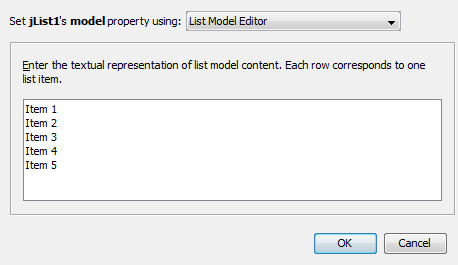 Set jList1's model property using: List Model Editor
Enter the textual representation of list model content. Each row corresponds to one
list item.
Item 1
Item 2
Item 3
Item 4
Item 5
OK Cancel